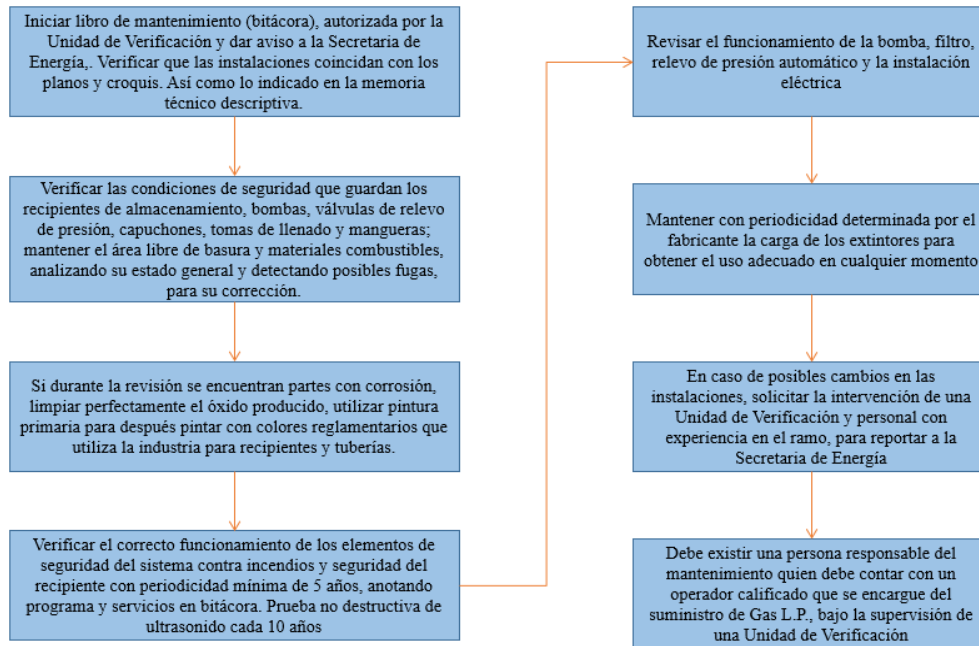 Iniciar libro de mantenimiento (bitácora), autorizada por la
Unidad de Verificación y dar aviso a la Secretaria de
Energía,. Verificar que las instalaciones coincidan con los
planos y croquis. Así como lo indicado en la memoria
técnico descriptiva.
Verificar las condiciones de seguridad que guardan los
recipientes de almacenamiento, bombas, válvulas de relevo
de presión, capuchones, tomas de llenado y mangueras;
mantener el área libre de basura y materiales combustibles,
analizando su estado general y detectando posibles fugas,
para su corrección.
Si durante la revisión se encuentran partes con corrosión,
limpiar perfectamente el óxido producido, utilizar pintura
primaria para después pintar con colores reglamentarios que
utiliza la industria para recipientes y tuberías.
Verificar el correcto funcionamiento de los elementos de
seguridad del sistema contra incendios y seguridad del
recipiente con periodicidad mínima de 5 años, anotando
programa y servicios en bitácora. Prueba no destructiva de
ultrasonido cada 10 años
Revisar el funcionamiento de la bomba, filtro,
relevo de presión automático y la instalación
eléctrica
Mantener con periodicidad determinada por el
fabricante la carga de los extintores para
obtener el uso adecuado en cualquier momento
En caso de posibles cambios en las
instalaciones, solicitar la intervención de una
Unidad de Verificación y personal con
experiencia en el ramo, para reportar a la
Secretaria de Energía
Debe existir una persona responsable del
mantenimiento quien debe contar con un
operador calificado que se encargue del
suministro de Gas L.P., bajo la supervisión de
una Unidad de Verificación